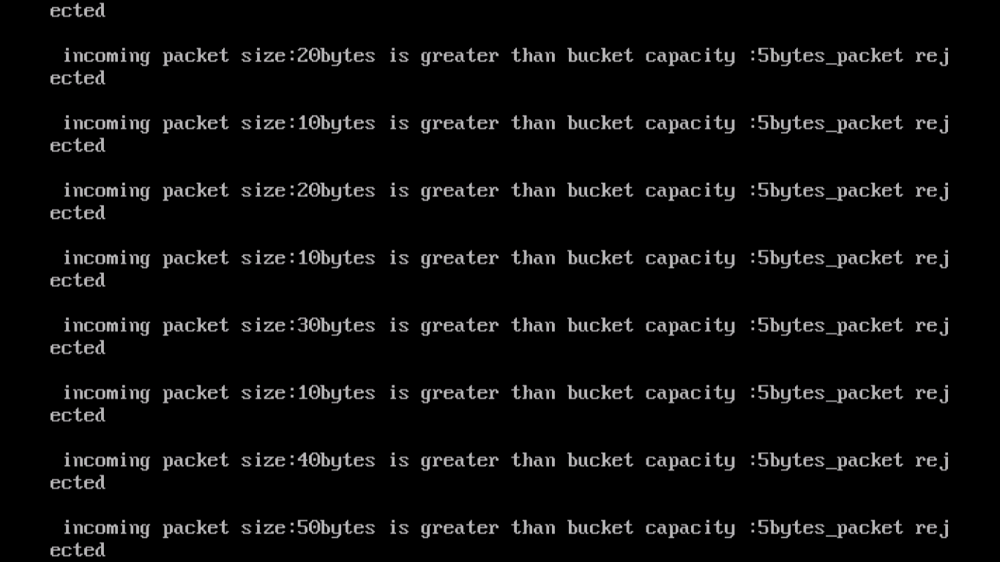 ected
incoming packet size:20bytes is greater than bucket capacity :5bytes_packet rej
ected
incoming packet size:10bytes is greater than bucket capacity :5bytes_packet rej
ected
incoming packet size:20bytes is greater than bucket capacity :5bytes_packet rej
ected
incoming packet size:10bytes is greater than bucket capacity :5bytes_packet rej
ected
incoming packet size:30bytes is greater than bucket capacity :5bytes_packet rej
ected
incoming packet size:10bytes is greater than bucket capacity :5bytes_packet rej
ected
incoming packet size:40bytes is greater than bucket capacity :5bytes_packet rej
ected
incoming packet size:50bytes is greater than bucket capacity :5bytes_packet rej
ected